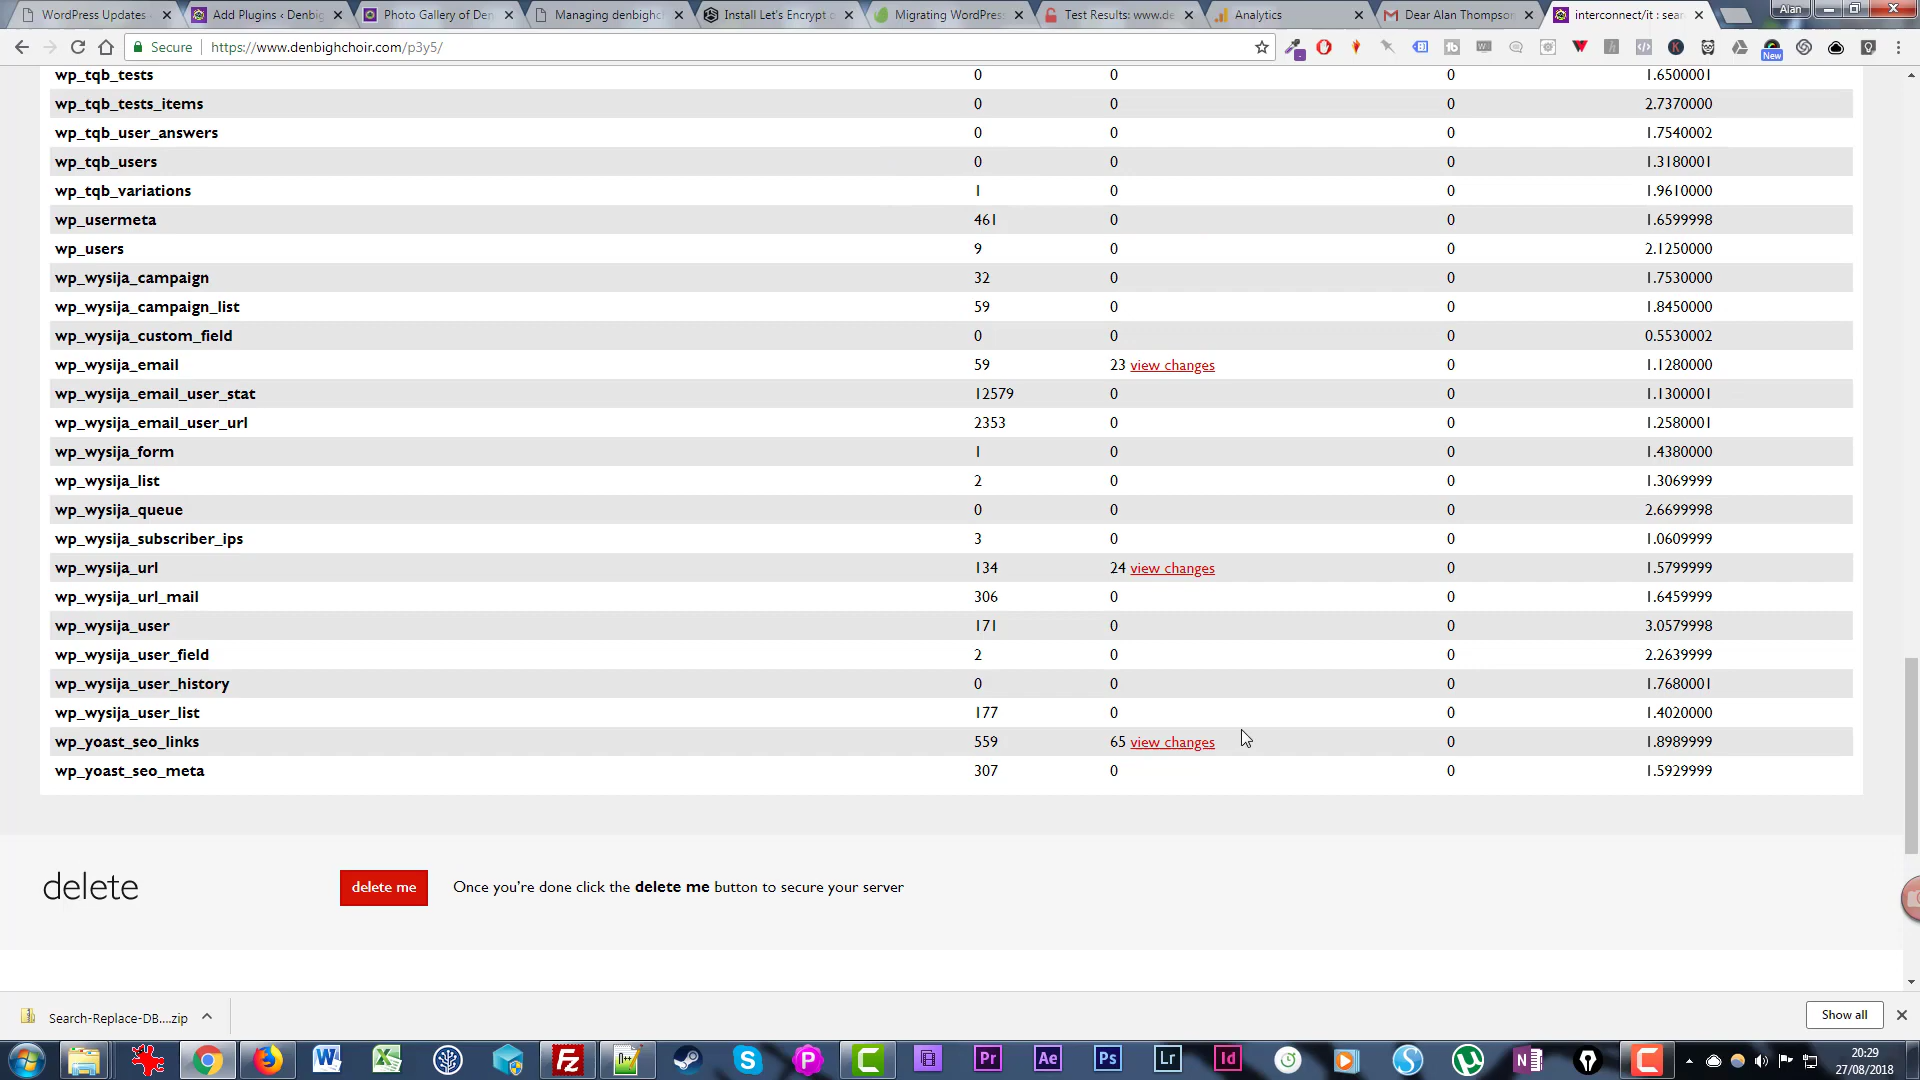 WordPress Updates
Add Plugins ‹ Denbig
Photo Gallery of Den
Managing denbighch
Install Let's Encrypt o
Migrating WordPress
Test Results: www.de
Analytics
Dear Alan Thompson
interconnect/it : sear
Alan
Secure
https://www.denbighchoir.com/p3y5/
New
wp_tqb_tests 0 0 0 1.6500001
wp_tqb_tests_items 0 0 0 2.7370000
wp_tqb_user_answers 0 0 0 1.7540002
wp_tqb_users 0 0 0 1.3180001
wp_tqb_variations 1 0 0 1.9610000
wp_usermeta 461 0 0 1.6599998
wp_users 9 0 0 2.1250000
wp_wysija_campaign 32 0 0 1.7530000
wp_wysija_campaign_list 59 0 0 1.8450000
wp_wysija_custom_field 0 0 0 0.5530002
wp_wysija_email 59 23 view changes 0 1.1280000
wp_wysija_email_user_stat 12579 0 0 1.1300001
wp_wysija_email_user_url 2353 0 0 1.2580001
wp_wysija_form 1 0 0 1.4380000
wp_wysija_list 2 0 0 1.3069999
wp_wysija_queue 0 0 0 2.6699998
wp_wysija_subscriber_ips 3 0 0 1.0609999
wp_wysija_url 134 24 view changes 0 1.5799999
wp_wysija_url_mail 306 0 0 1.6459999
wp_wysija_user 171 0 0 3.0579998
wp_wysija_user_field 2 0 0 2.2639999
wp_wysija_user_history 0 0 0 1.7680001
wp_wysija_user_list 177 0 0 1.4020000
wp_yoast_seo_links 559 65 view changes 0 1.8989999
wp_yoast_seo_meta 307 0 0 1.5929999
delete
delete me
Once you're done click the delete me button to secure your server
Search-Replace-DB....zip
Show all
Pr
Ae
Ps
Lr
Id
20:29
27/08/2018